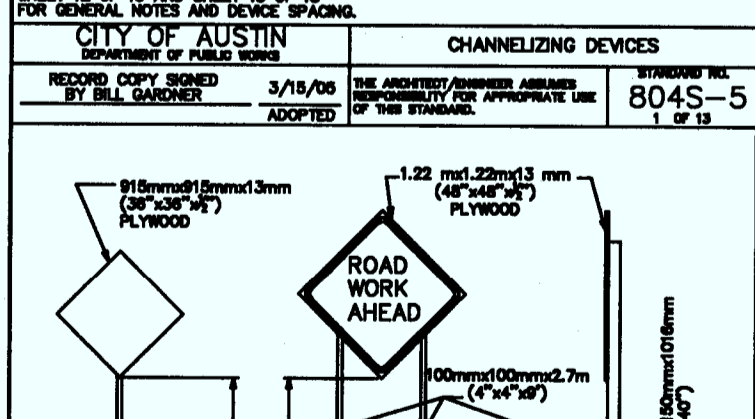 FOR GENERAL NOTES AND DEVICE SPACING.
CITY OF AUSTIN
DEPARTMENT OF PUBLIC WORKS
CHANNELIZING DEVICES
RECORD COPY SIGNED
BY BILL GARDNER
3/15/06
ADOPTED
THE ARCHITECT/ENGINEER ASSUMES
RESPONSIBILITY FOR APPROPRIATE USE
OF THIS STANDARD.
STANDARD NO.
804S-5
1 OF 13
915mmx915mmx13mm
(36"x36"x½")
PLYWOOD
1.22 mx1.22mx13 mm
(48"x48"x½")
PLYWOOD
ROAD
WORK
AHEAD
100mmx100mmx2.7m
(4"x4"x9')
50mmx1016mm
0")